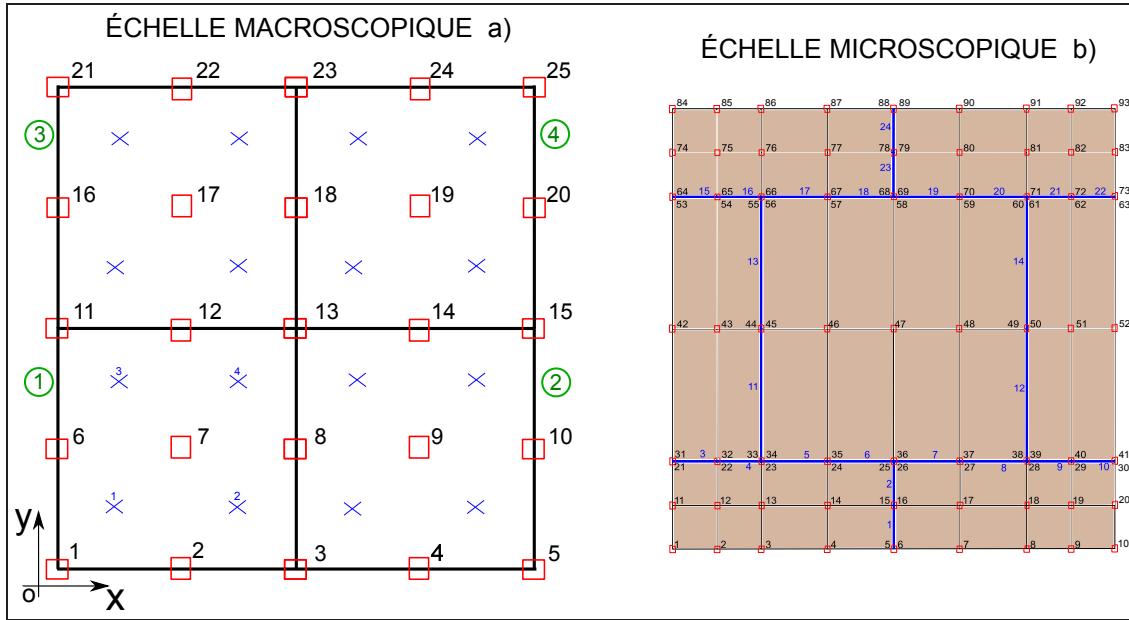 ÉCHELLE MACROSCOPIQUE a)
21 22 23 24 25
3 4
16 17 18 19 20
11 12 13 14 15
3 4
1 2
6 7 8 9 10
1 2
y
1 2 3 4 5
o x
ÉCHELLE MICROSCOPIQUE b)
84 85 86 87 88 89 90 91 92 93
24
74 75 76 77 78 79 80 81 82 83
23
64 15 65 16 66 17 67 18 68 69 19 70 20 71 21 72 22 73
53 54 55 56 57 58 59 60 61 62 63
13 14
42 43 44 45 46 47 48 49 50 51 52
11 12
31 3 32 33 34 5 35 6 36 7 37 38 39 40 41
21 22 4 23 24 25 26 27 8 28 9 29 10 30
2
11 12 13 14 15 16 17 18 19 20
1
1 2 3 4 5 6 7 8 9 10